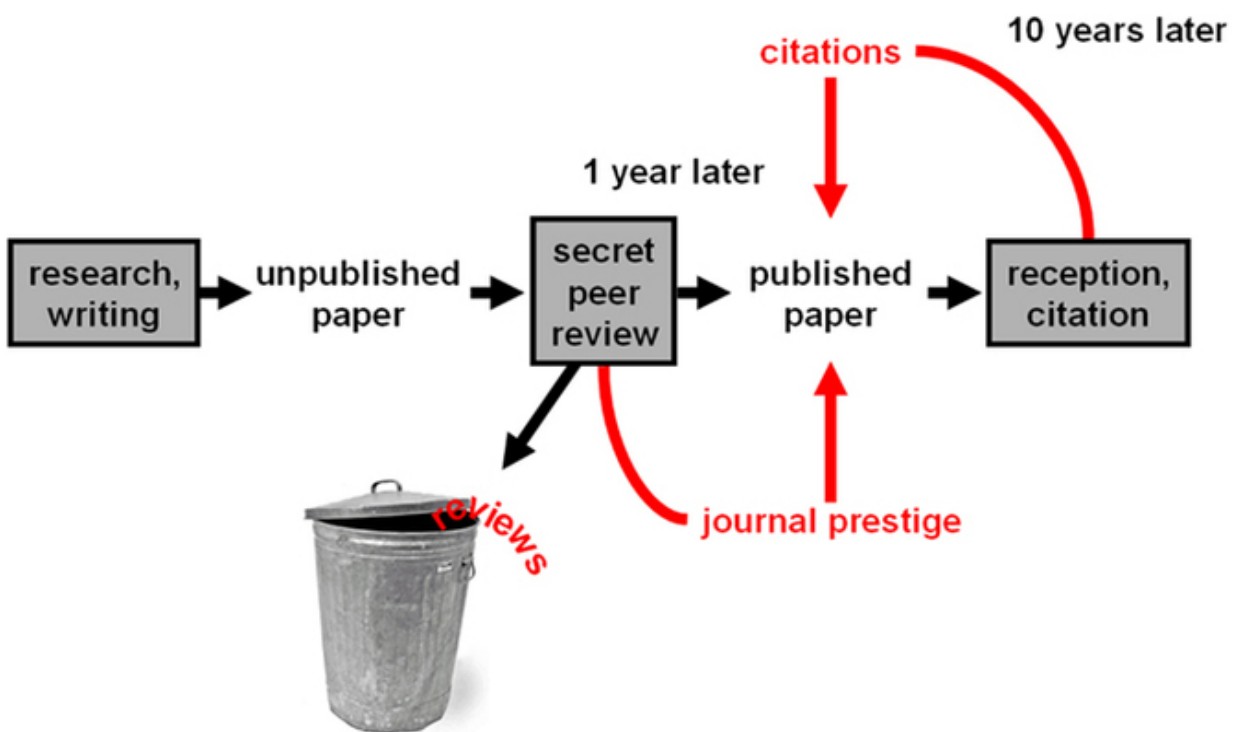 10 years later
citations
1 year later
research,
writing
unpublished
paper
secret
peer
review
published
paper
reception,
citation
reviews
journal prestige